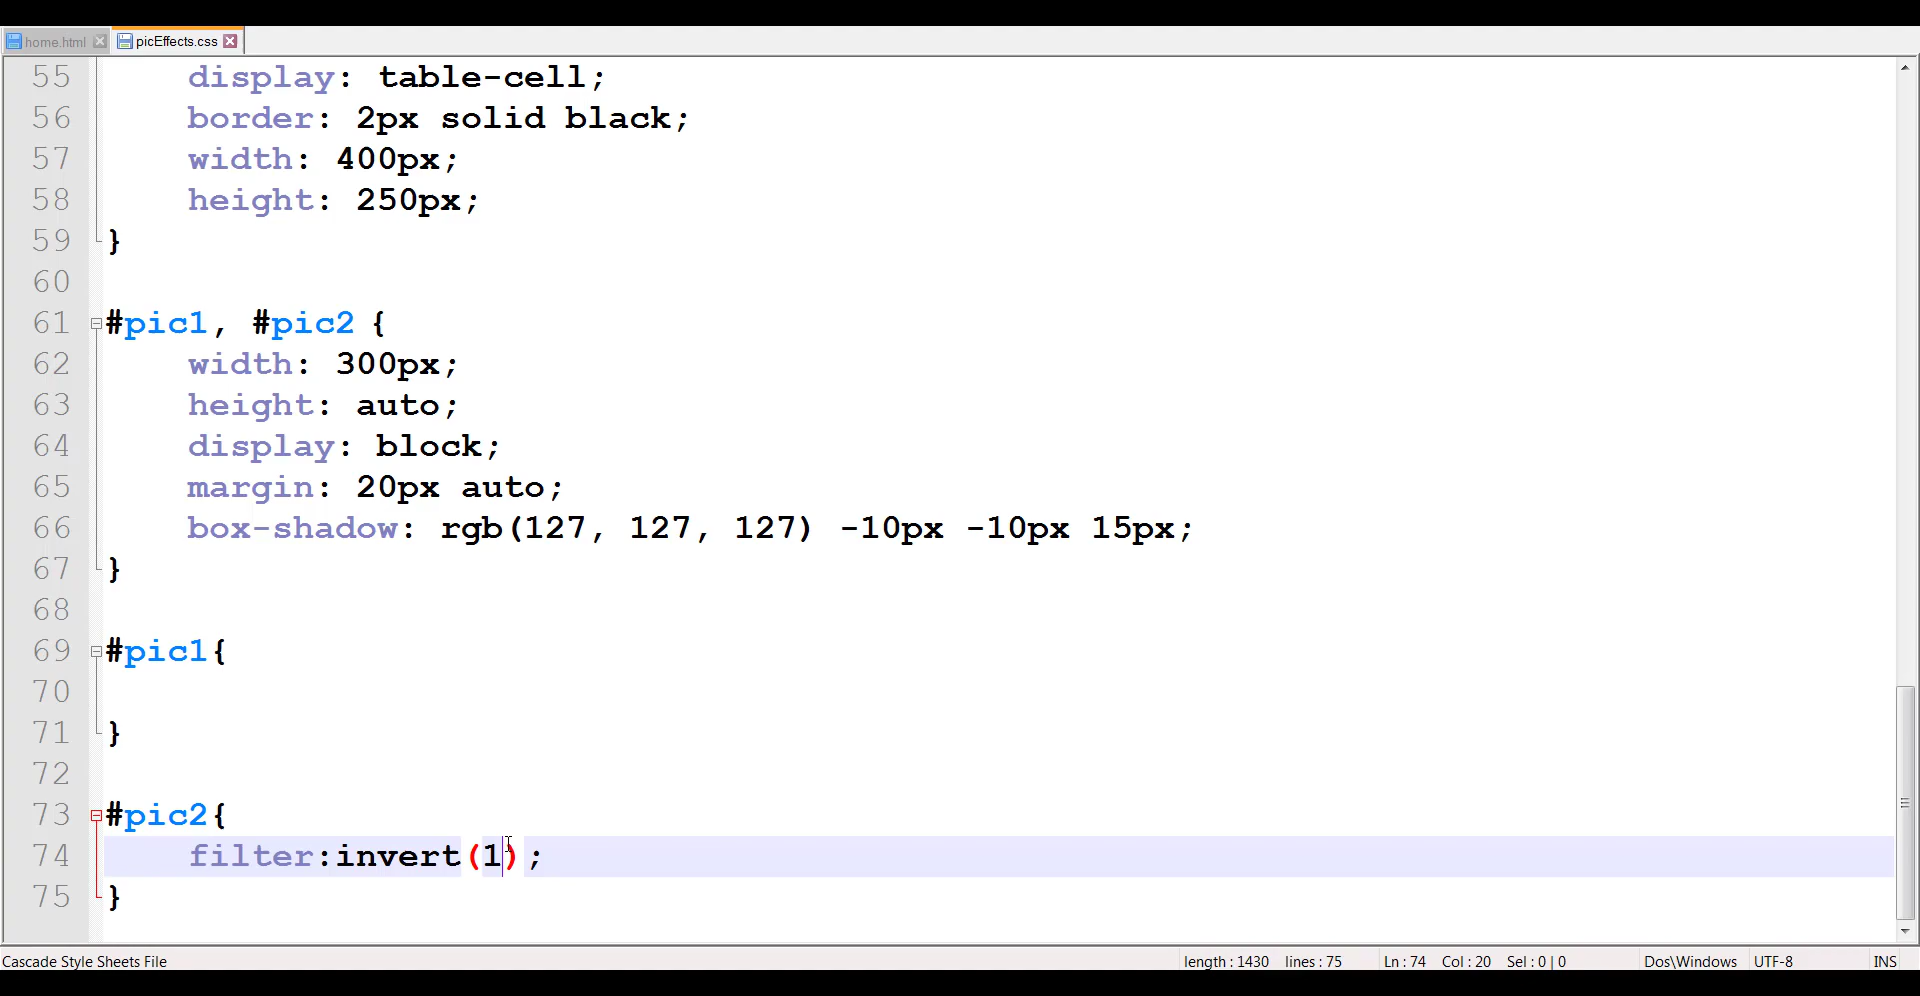 home.html picEffects.css
55 display: table-cell;
56 border: 2px solid black;
57 width: 400px;
58 height: 250px;
59 }
60
61 #pic1, #pic2 {
62 width: 300px;
63 height: auto;
64 display: block;
65 margin: 20px auto;
66 box-shadow: rgb(127, 127, 127) -10px -10px 15px;
67 }
68
69 #pic1{
70
71 }
72
73 #pic2{
74 filter:invert(1);
75 }
Cascade Style Sheets File length : 1430 lines : 75 Ln : 74 Col : 20 Sel : 0 | 0 Dos\Windows UTF-8 INS